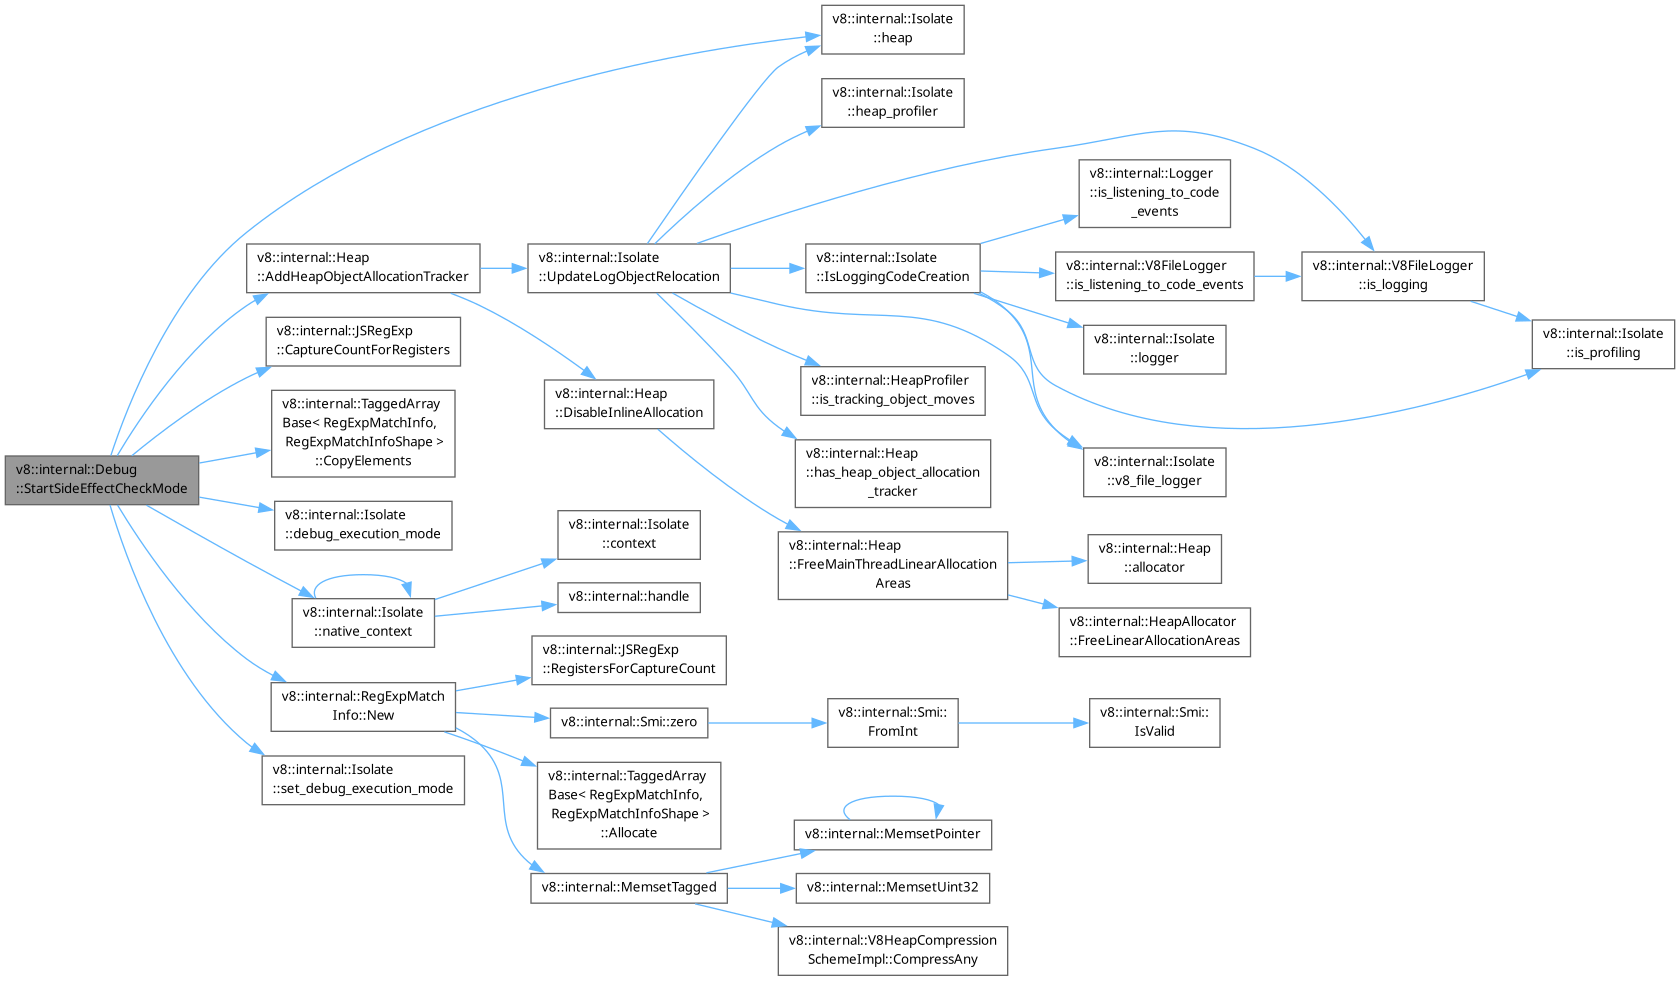 v8::internal::Debug
::StartSideEffectCheckMode
v8::internal::Isolate
::heap
v8::internal::Heap
::AddHeapObjectAllocationTracker
v8::internal::Isolate
::UpdateLogObjectRelocation
v8::internal::Isolate
::heap_profiler
v8::internal::Isolate
::IsLoggingCodeCreation
v8::internal::Logger
::is_listening_to_code
_events
v8::internal::V8FileLogger
::is_listening_to_code_events
v8::internal::V8FileLogger
::is_logging
v8::internal::Isolate
::is_profiling
v8::internal::Isolate
::logger
v8::internal::Isolate
::v8_file_logger
v8::internal::HeapProfiler
::is_tracking_object_moves
v8::internal::Heap
::has_heap_object_allocation
_tracker
v8::internal::Heap
::DisableInlineAllocation
v8::internal::Heap
::FreeMainThreadLinearAllocation
Areas
v8::internal::Heap
::allocator
v8::internal::HeapAllocator
::FreeLinearAllocationAreas
v8::internal::JSRegExp
::CaptureCountForRegisters
v8::internal::TaggedArray
Base< RegExpMatchInfo,
RegExpMatchInfoShape >
::CopyElements
v8::internal::Isolate
::debug_execution_mode
v8::internal::Isolate
::native_context
v8::internal::Isolate
::context
v8::internal::handle
v8::internal::RegExpMatch
Info::New
v8::internal::JSRegExp
::RegistersForCaptureCount
v8::internal::Smi::zero
v8::internal::Smi::
FromInt
v8::internal::Smi::
IsValid
v8::internal::TaggedArray
Base< RegExpMatchInfo,
RegExpMatchInfoShape >
::Allocate
v8::internal::MemsetTagged
v8::internal::MemsetPointer
v8::internal::MemsetUint32
v8::internal::V8HeapCompression
SchemeImpl::CompressAny
v8::internal::Isolate
::set_debug_execution_mode